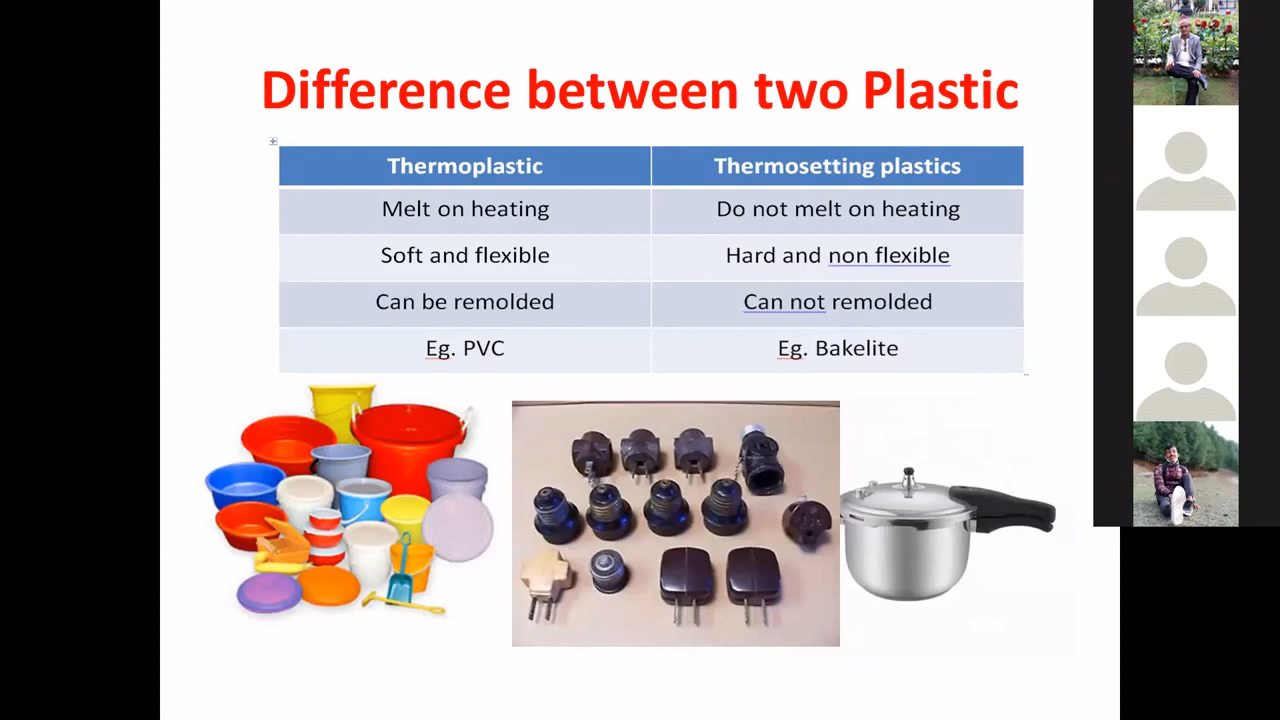 Difference between two Plastic
Thermoplastic
Thermosetting plastics
Melt on heating
Do not melt on heating
Soft and flexible
Hard and non flexible
Can be remolded
Can not remolded
Eg. PVC
Eg. Bakelite